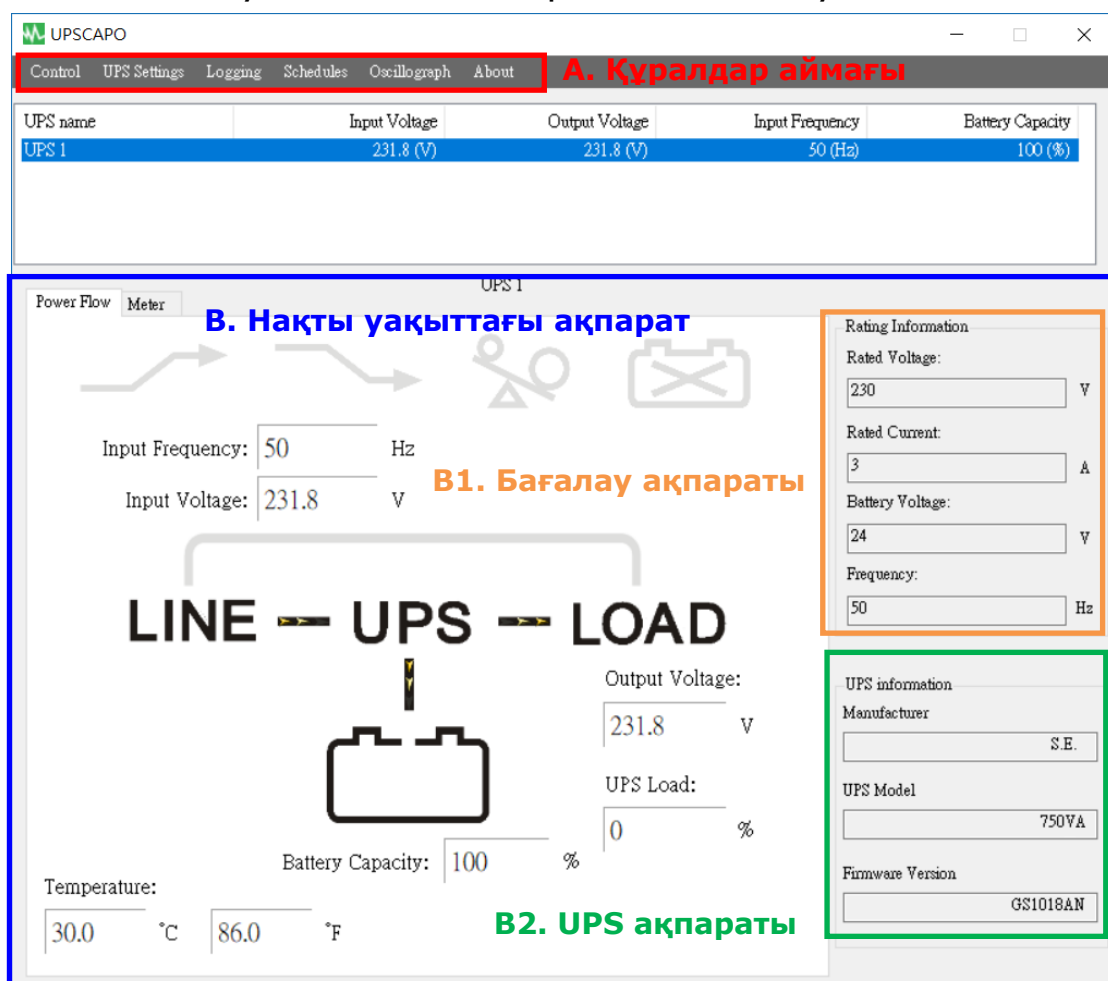 UPSCAPO
Control UPS Settings Logging Schedules Oscillograph About
A. Құралдар аймағы
UPS name Input Voltage Output Voltage Input Frequency Battery Capacity
UPS 1 231.8 (V) 231.8 (V) 50 (Hz) 100 (%)
UPS 1
Power Flow Meter
B. Нақты уақыттағы ақпарат
Input Frequency: 50 Hz
Input Voltage: 231.8 V
LINE UPS LOAD
Output Voltage:
231.8 V
UPS Load:
0 %
Battery Capacity: 100 %
Temperature:
30.0 °C 86.0 °F
B1. Бағалау ақпараты
Rating Information
Rated Voltage:
230 V
Rated Current:
3 A
Battery Voltage:
24 V
Frequency:
50 Hz
B2. UPS ақпараты
UPS information
Manufacturer
S.E.
UPS Model
750VA
Firmware Version
GS1018AN